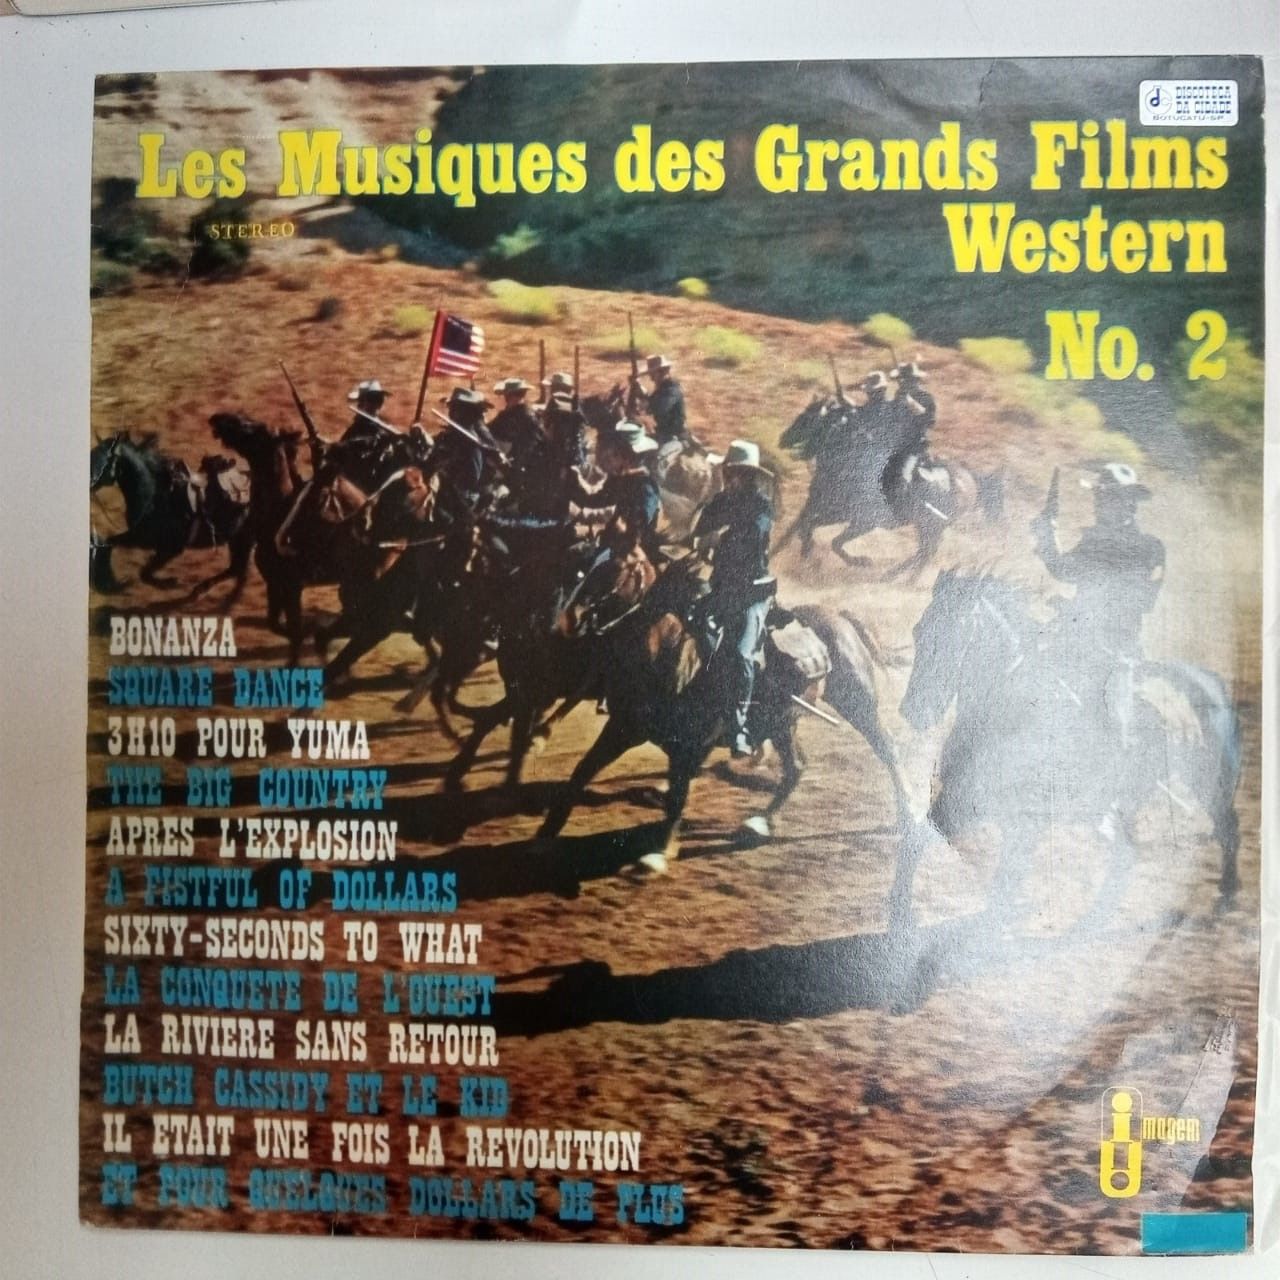 DISCOTECA
DA CIDADE
BOTUCATU-SP
Les Musiques des Grands Films
Western
STEREO
No. 2
BONANZA
SQUARE DANCE
3H10 POUR YUMA
THE BIG COUNTRY
APRES L'EXPLOSION
A FISTFUL OF DOLLARS
SIXTY-SECONDS TO WHAT
LA CONQUETE DE L'OUEST
LA RIVIERE SANS RETOUR
BUTCH CASSIDY ET LE KID
IL ETAIT UNE FOIS LA REVOLUTION
ET POUR QUELQUES DOLLARS DE PLUS
imagem